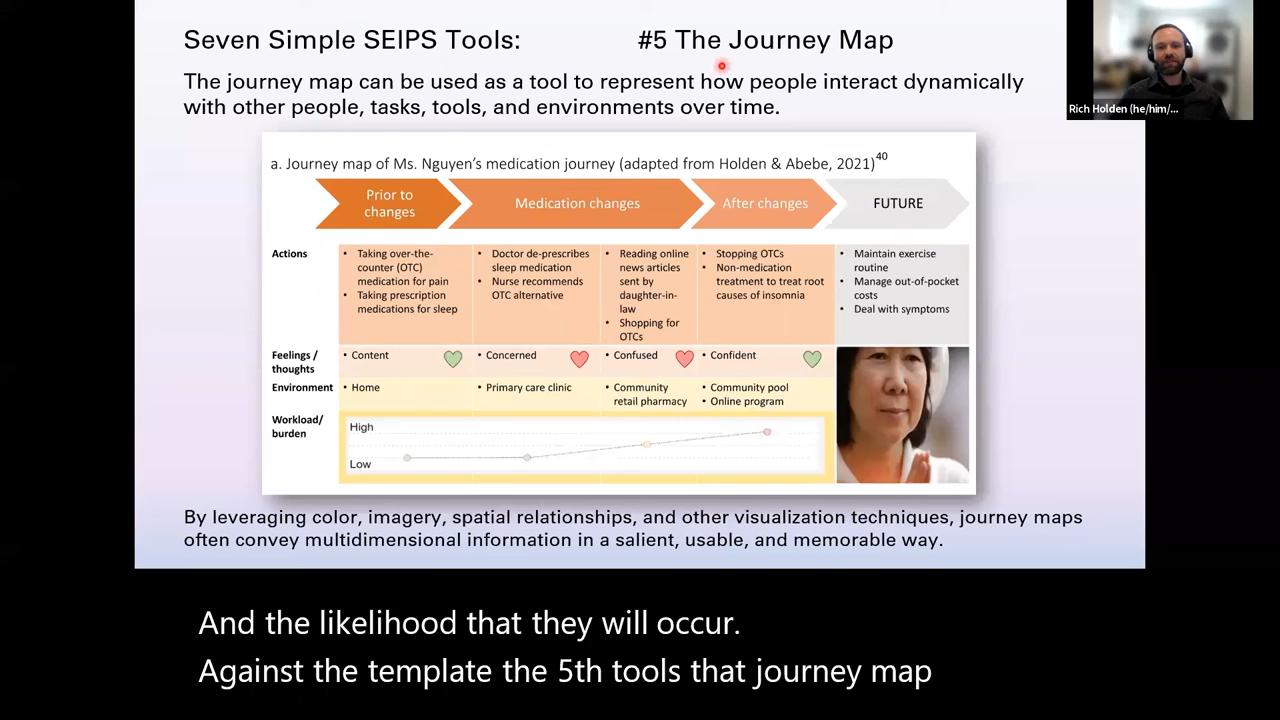 Seven Simple SEIPS Tools: #5 The Journey Map
The journey map can be used as a tool to represent how people interact dynamically
with other people, tasks, tools, and environments over time.
Rich Holden (he/him/...
a. Journey map of Ms. Nguyen's medication journey (adapted from Holden & Abebe, 2021)40
Prior to
changes
Medication changes
After changes
FUTURE
Actions
• Taking over-the-
counter (OTC)
medication for pain
• Taking prescription
medications for sleep
• Doctor de-prescribes
sleep medication
• Nurse recommends
OTC alternative
• Reading online
news articles
sent by
daughter-in-
law
• Shopping for
OTCs
• Stopping OTCs
• Non-medication
treatment to treat root
causes of insomnia
• Maintain exercise
routine
• Manage out-of-pocket
costs
• Deal with symptoms
Feelings /
thoughts
• Content
• Concerned
• Confused
• Confident
Environment
• Home
• Primary care clinic
• Community
retail pharmacy
• Community pool
• Online program
Workload/
burden
High
Low
By leveraging color, imagery, spatial relationships, and other visualization techniques, journey maps
often convey multidimensional information in a salient, usable, and memorable way.
And the likelihood that they will occur.
Against the template the 5th tools that journey map